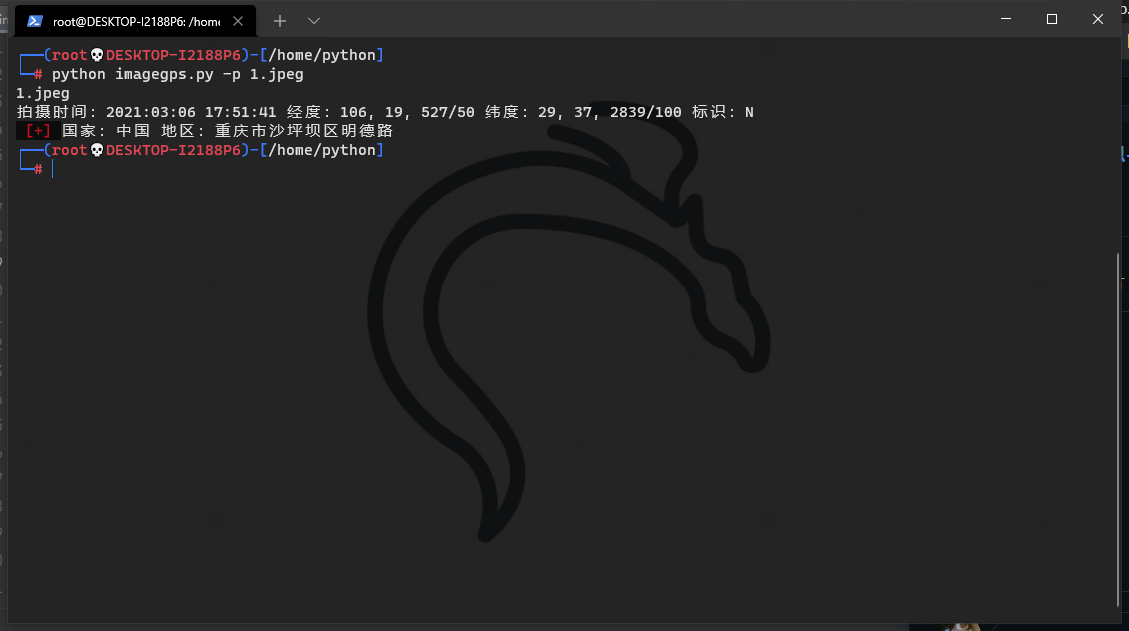 root@DESKTOP-I2188P6: /home
┌──(root💀DESKTOP-I2188P6)-[/home/python]
└─# python imagegps.py -p 1.jpeg
1.jpeg
拍摄时间: 2021:03:06 17:51:41 经度: 106, 19, 527/50 纬度: 29, 37, 2839/100 标识: N
[+] 国家: 中国 地区: 重庆市沙坪坝区明德路
┌──(root💀DESKTOP-I2188P6)-[/home/python]
└─#